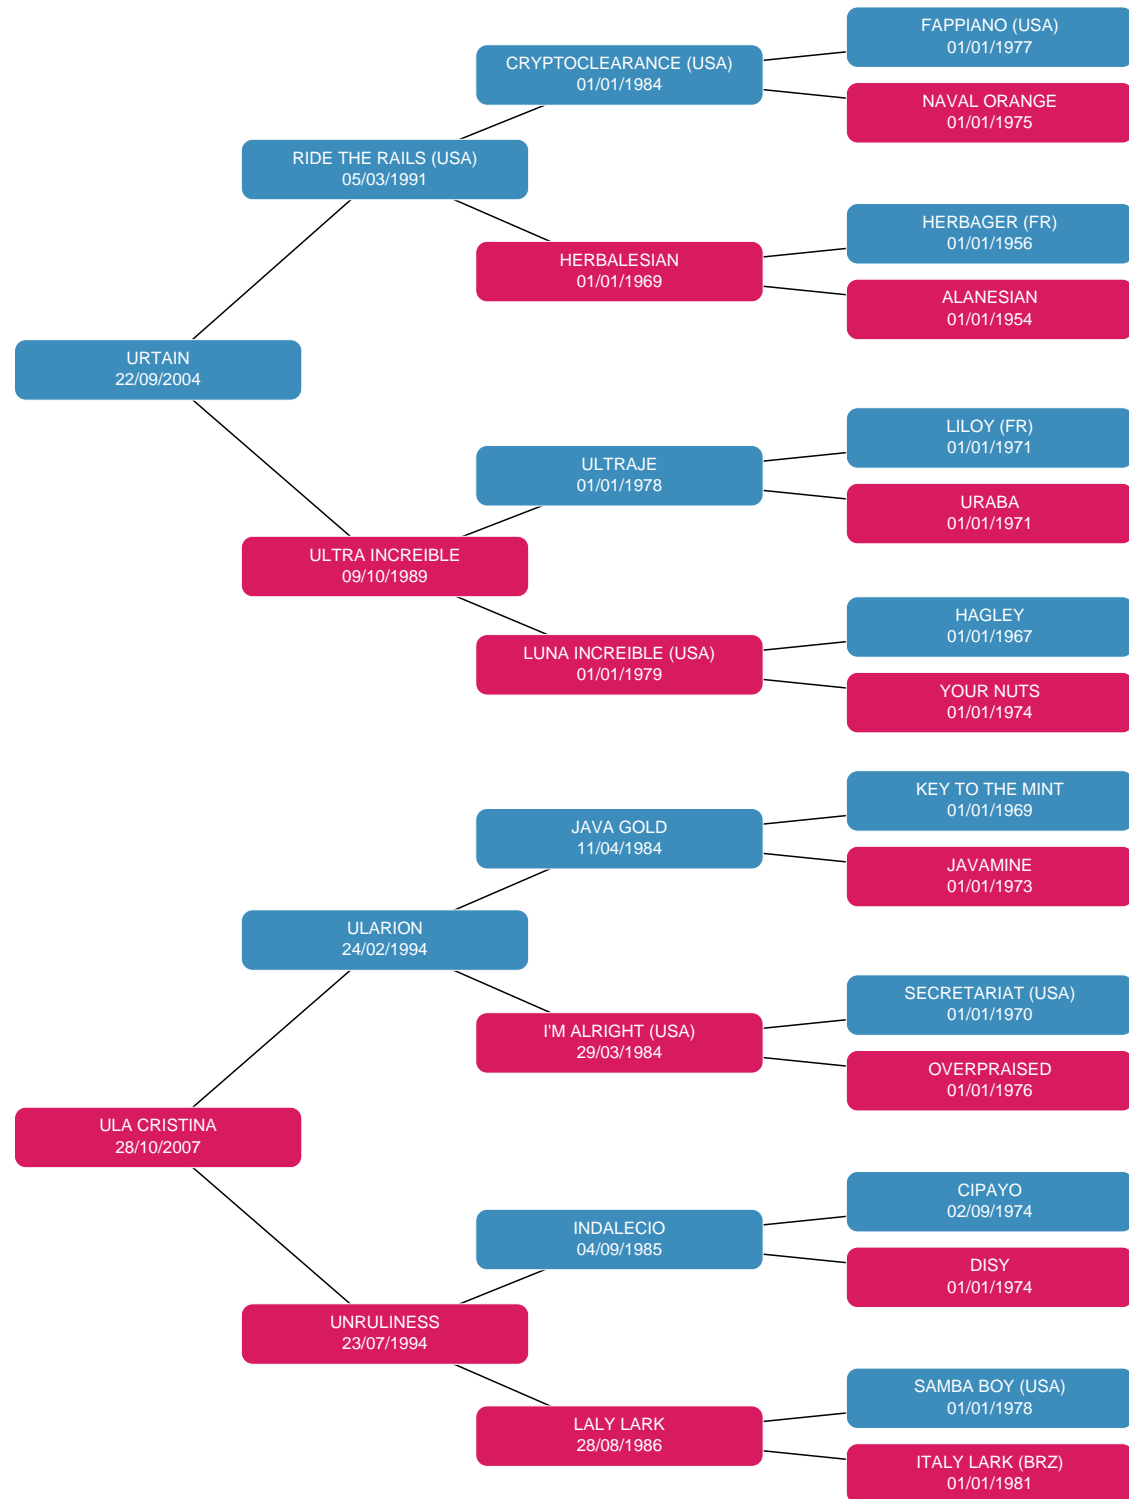 FAPPIANO (USA)
01/01/1977
CRYPTOCLEARANCE (USA)
01/01/1984
NAVAL ORANGE
01/01/1975
RIDE THE RAILS (USA)
05/03/1991
HERBAGER (FR)
01/01/1956
HERBALESIAN
01/01/1969
ALANESIAN
01/01/1954
URTAIN
22/09/2004
LILOY (FR)
01/01/1971
ULTRAJE
01/01/1978
URABA
01/01/1971
ULTRA INCREIBLE
09/10/1989
HAGLEY
01/01/1967
LUNA INCREIBLE (USA)
01/01/1979
YOUR NUTS
01/01/1974
KEY TO THE MINT
01/01/1969
JAVA GOLD
11/04/1984
JAVAMINE
01/01/1973
ULARION
24/02/1994
SECRETARIAT (USA)
01/01/1970
I'M ALRIGHT (USA)
29/03/1984
OVERPRAISED
01/01/1976
ULA CRISTINA
28/10/2007
CIPAYO
02/09/1974
INDALECIO
04/09/1985
DISY
01/01/1974
UNRULINESS
23/07/1994
SAMBA BOY (USA)
01/01/1978
LALY LARK
28/08/1986
ITALY LARK (BRZ)
01/01/1981